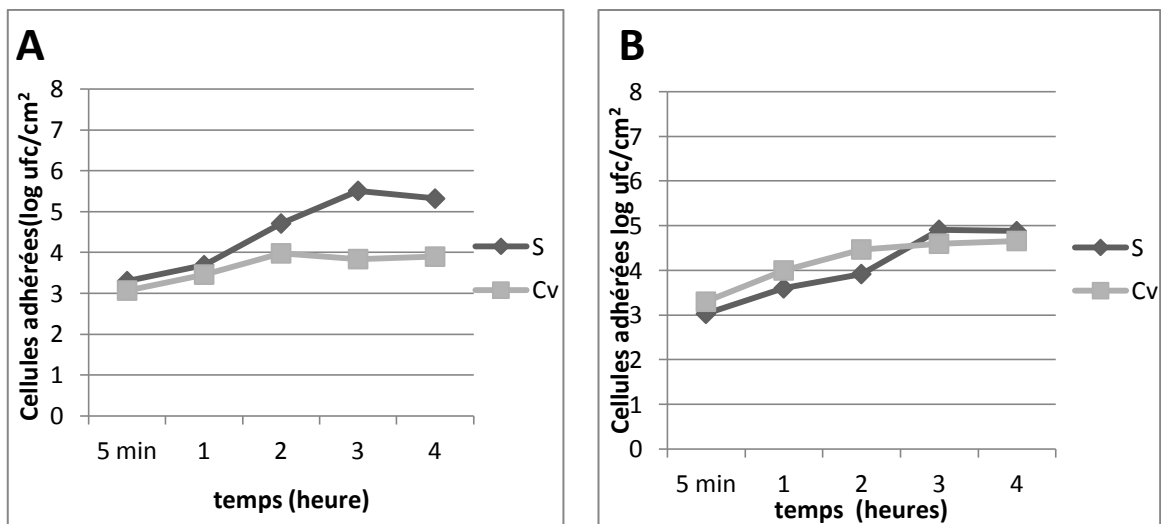 A
Cellules adhérées(log ufc/cm²
8
7
6
5
4
3
2
1
0
5 min 1 2 3 4
temps (heure)
S
Cv
B
Cellules adhérées log ufc/cm²
8
7
6
5
4
3
2
1
0
5 min 1 2 3 4
temps (heures)
S
Cv